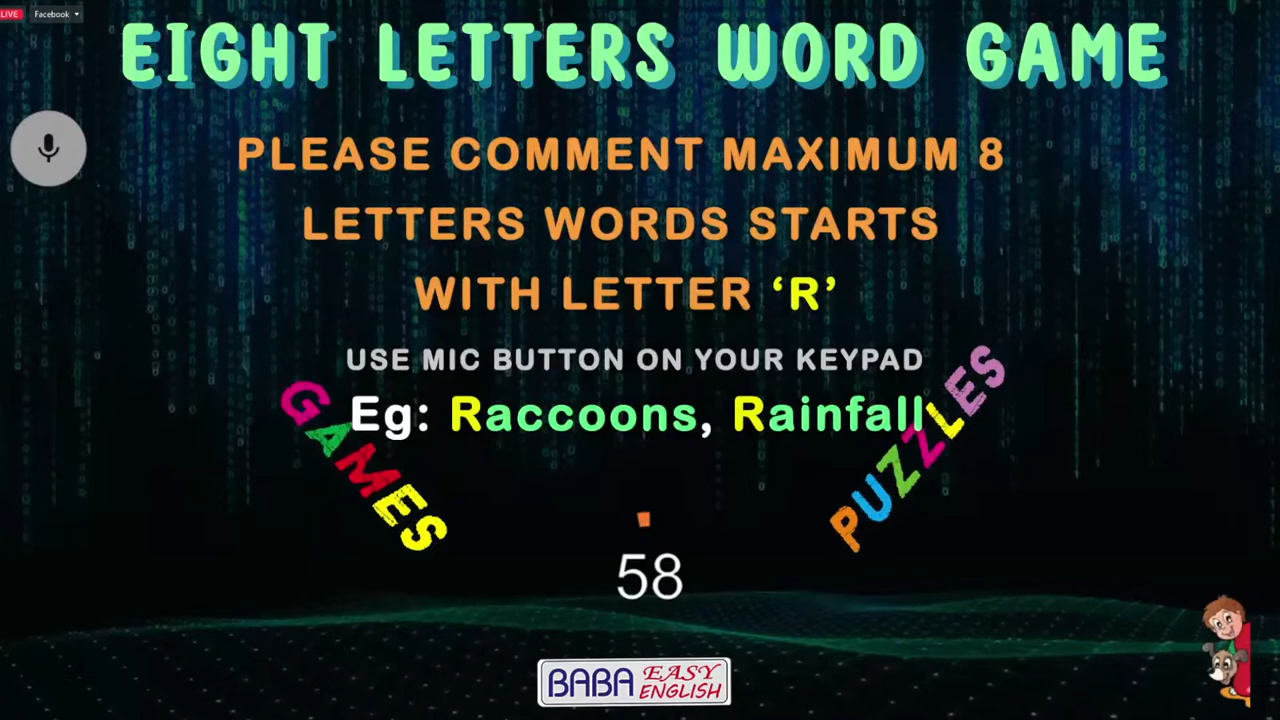 LIVE
Facebook
EIGHT LETTERS WORD GAME
PLEASE COMMENT MAXIMUM 8
LETTERS WORDS STARTS
WITH LETTER ‘R’
USE MIC BUTTON ON YOUR KEYPAD
Eg: Raccoons, Rainfall
GAMES
PUZZLES
58
BABA EASY ENGLISH